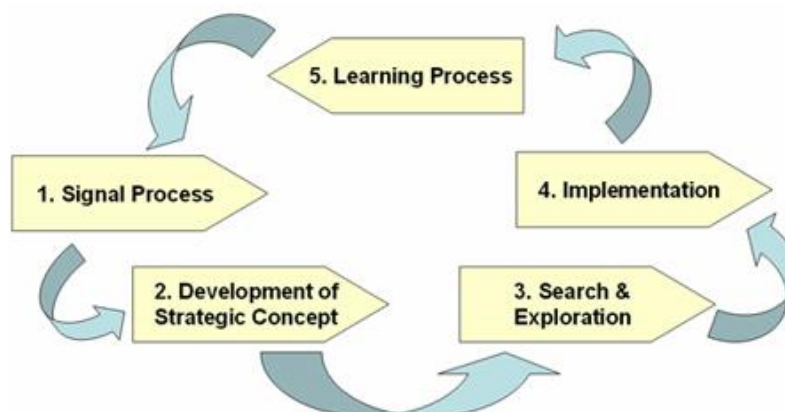 1. Signal Process
2. Development of
Strategic Concept
3. Search &
Exploration
4. Implementation
5. Learning Process